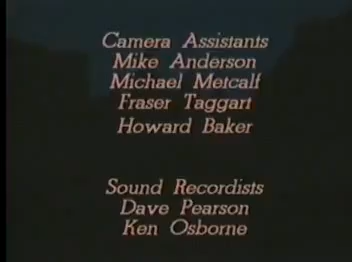 Camera Assistants
Mike Anderson
Michael Metcalf
Fraser Taggart
Howard Baker
Sound Recordists
Dave Pearson
Ken Osborne